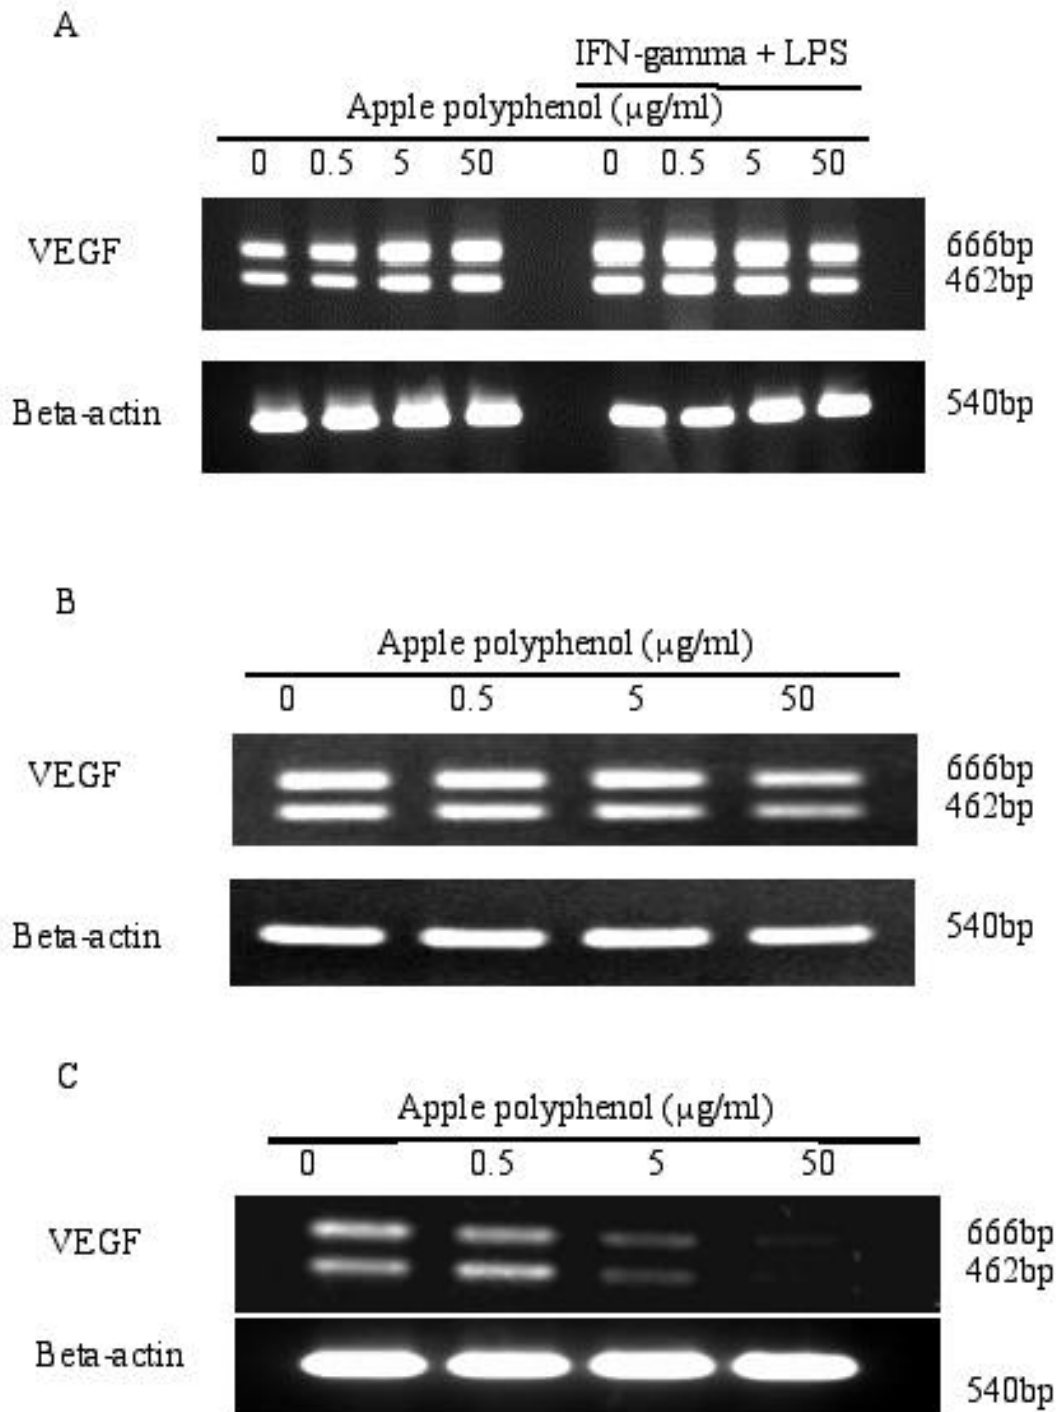 A
IFN-gamma + LPS
Apple polyphenol (μg/ml)
0 0.5 5 50 0 0.5 5 50
VEGF 666bp
462bp
Beta-actin 540bp
B
Apple polyphenol (μg/ml)
0 0.5 5 50
VEGF 666bp
462bp
Beta-actin 540bp
C
Apple polyphenol (μg/ml)
0 0.5 5 50
VEGF 666bp
462bp
Beta-actin
540bp